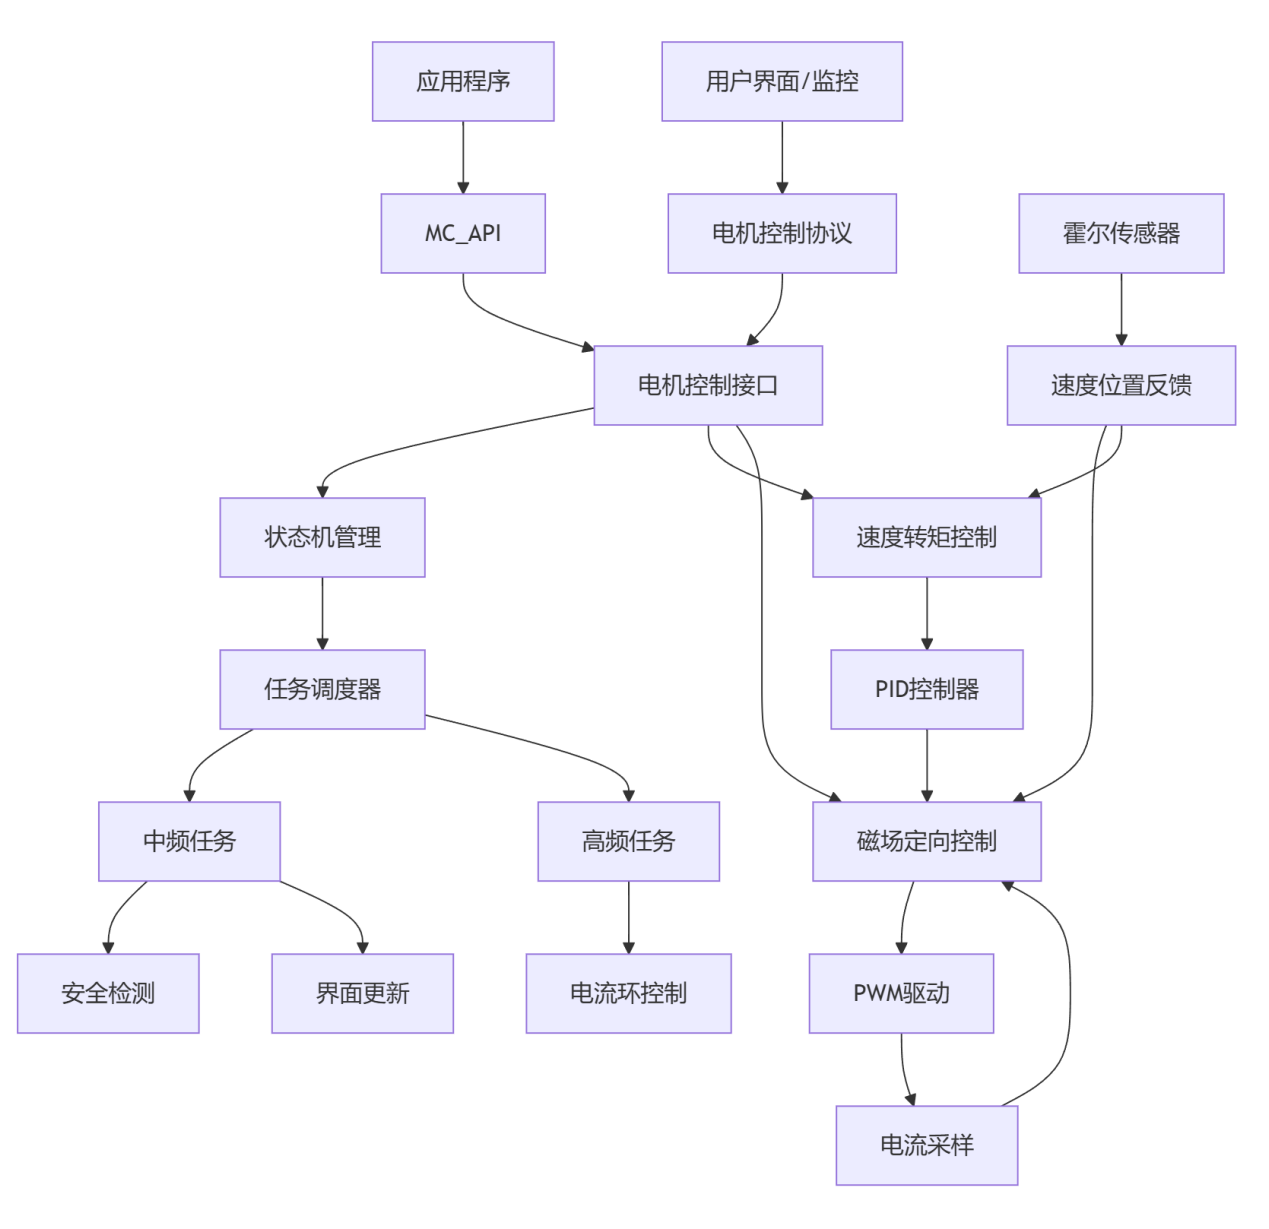 应用程序
用户界面/监控
MC_API
电机控制协议
霍尔传感器
电机控制接口
速度位置反馈
状态机管理
速度转矩控制
任务调度器
PID控制器
中频任务
高频任务
磁场定向控制
安全检测
界面更新
电流环控制
PWM驱动
电流采样